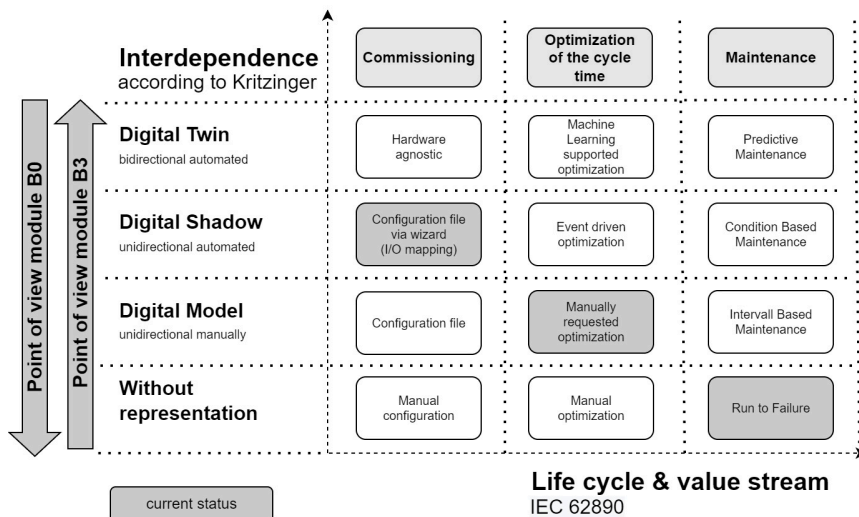 Interdependence
according to Kritzinger
Commissioning
Optimization
of the cycle
time
Maintenance
Point of view module B0
Point of view module B3
Digital Twin
bidirectional automated
Hardware
agnostic
Machine
Learning
supported
optimization
Predictive
Maintenance
Digital Shadow
unidirectional automated
Configuration file
via wizard
(I/O mapping)
Event driven
optimization
Condition Based
Maintenance
Digital Model
unidirectional manually
Configuration file
Manually
requested
optimization
Intervall Based
Maintenance
Without
representation
Manual
configuration
Manual
optimization
Run to Failure
current status
Life cycle & value stream
IEC 62890